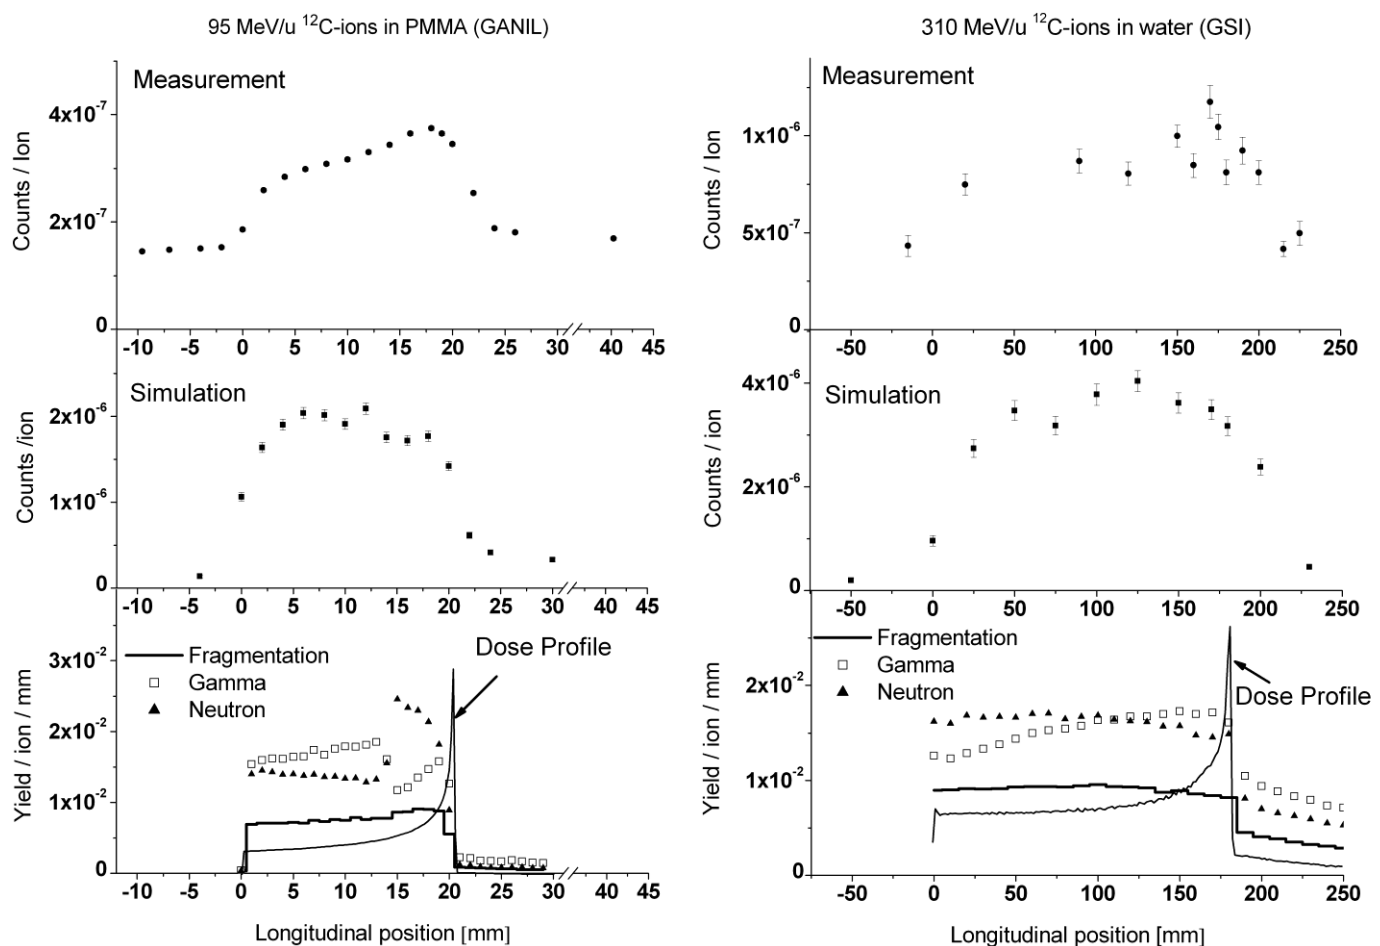 95 MeV/u ¹²C-ions in PMMA (GANIL)
Measurement
Counts / Ion
4x10⁻⁷
2x10⁻⁷
0
-10 -5 0 5 10 15 20 25 40 45
Simulation
Counts /ion
2x10⁻⁶
1x10⁻⁶
0
-10 -5 0 5 10 15 20 25 30 40 45
Fragmentation
Gamma
Neutron
Dose Profile
Yield / ion / mm
3x10⁻²
2x10⁻²
1x10⁻²
0
-10 -5 0 5 10 15 20 25 30 40 45
Longitudinal position [mm]
310 MeV/u ¹²C-ions in water (GSI)
Measurement
Counts / Ion
1x10⁻⁶
5x10⁻⁷
0
-50 0 50 100 150 200 250
Simulation
Counts / ion
4x10⁻⁶
2x10⁻⁶
0
-50 0 50 100 150 200 250
Fragmentation
Gamma
Neutron
Dose Profile
Yield / ion / mm
2x10⁻²
1x10⁻²
0
-50 0 50 100 150 200 250
Longitudinal position [mm]